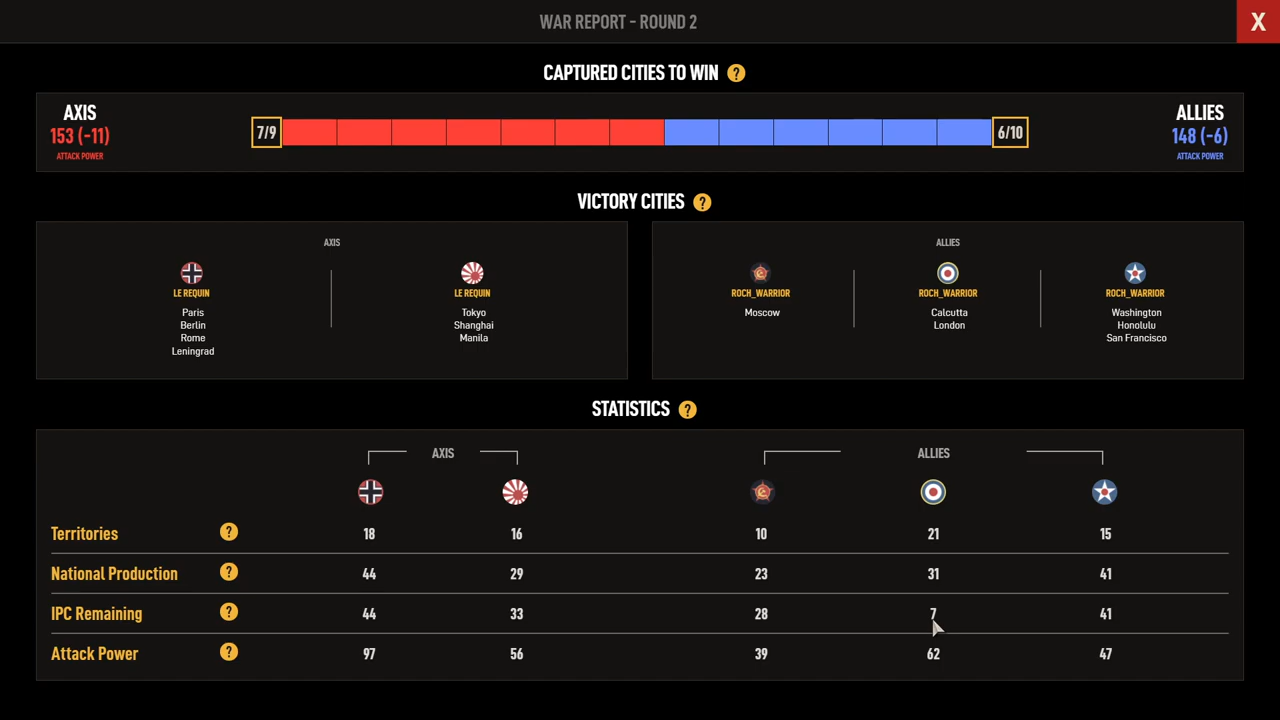 WAR REPORT - ROUND 2
X
CAPTURED CITIES TO WIN ?
AXIS
153 (-11)
ATTACK POWER
7/9
6/10
ALLIES
148 (-6)
ATTACK POWER
VICTORY CITIES ?
AXIS
LE REQUIN
Paris
Berlin
Rome
Leningrad
LE REQUIN
Tokyo
Shanghai
Manila
ALLIES
ROCH_WARRIOR
Moscow
ROCH_WARRIOR
Calcutta
London
ROCH_WARRIOR
Washington
Honolulu
San Francisco
STATISTICS ?
AXIS
ALLIES
Territories ? 18 16 10 21 15
National Production ? 44 29 23 31 41
IPC Remaining ? 44 33 28 7 41
Attack Power ? 97 56 39 62 47